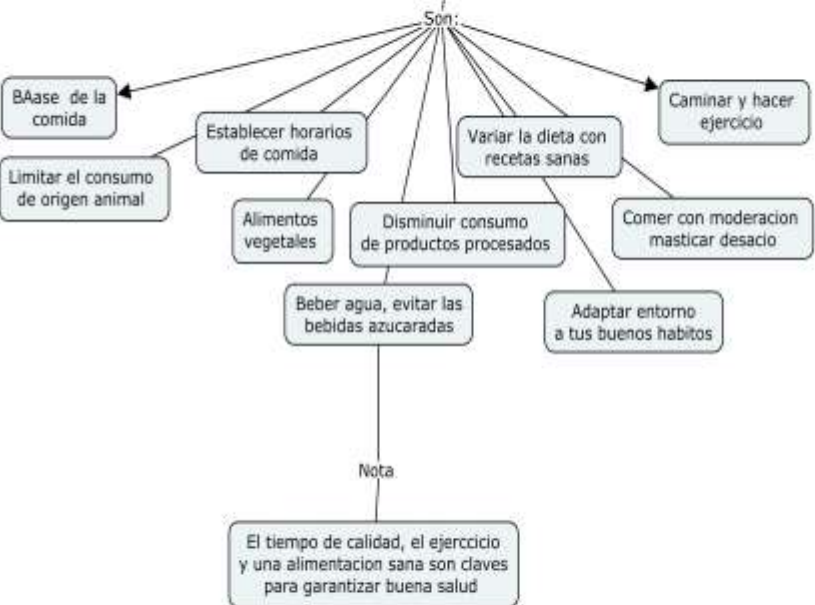 Son:
BAase de la
comida
Caminar y hacer
ejercicio
Establecer horarios
de comida
Variar la dieta con
recetas sanas
Limitar el consumo
de origen animal
Alimentos
vegetales
Disminuir consumo
de productos procesados
Comer con moderacion
masticar desacio
Beber agua, evitar las
bebidas azucaradas
Adaptar entorno
a tus buenos habitos
Nota
El tiempo de calidad, el ejerccicio
y una alimentacion sana son claves
para garantizar buena salud